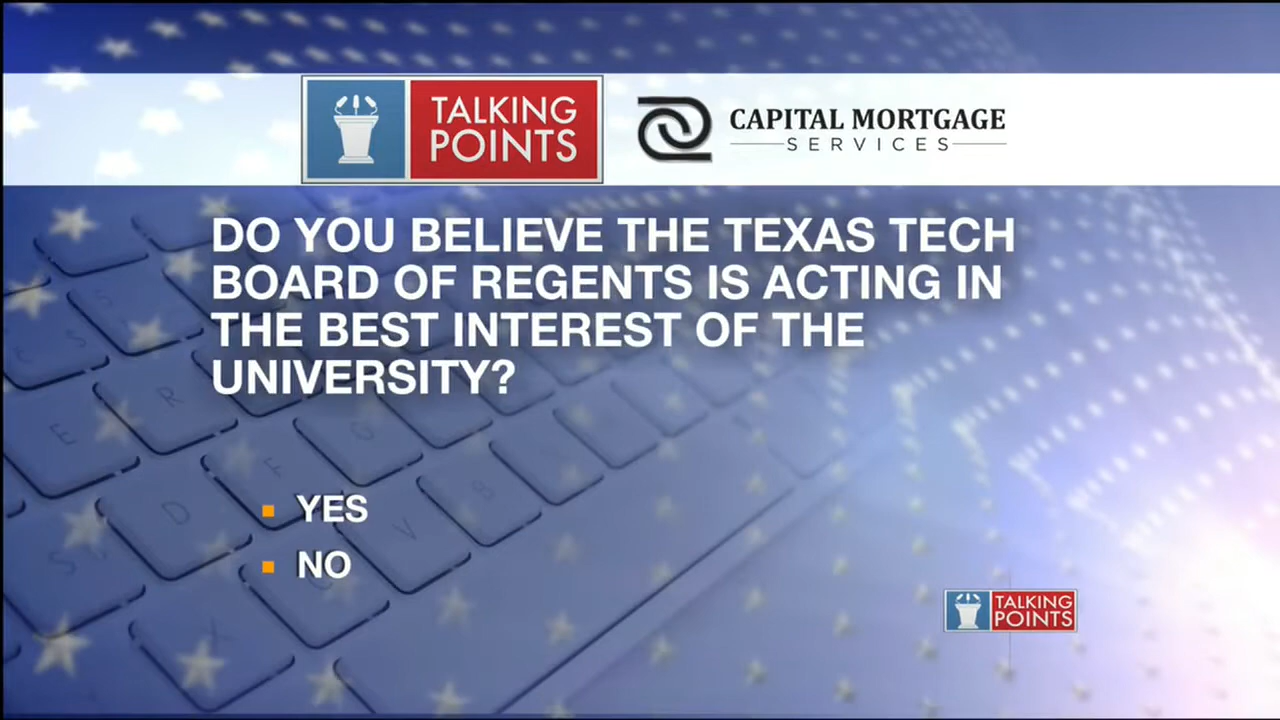 TALKING
POINTS
CAPITAL MORTGAGE
SERVICES
DO YOU BELIEVE THE TEXAS TECH
BOARD OF REGENTS IS ACTING IN
THE BEST INTEREST OF THE
UNIVERSITY?
YES
NO
TALKING
POINTS